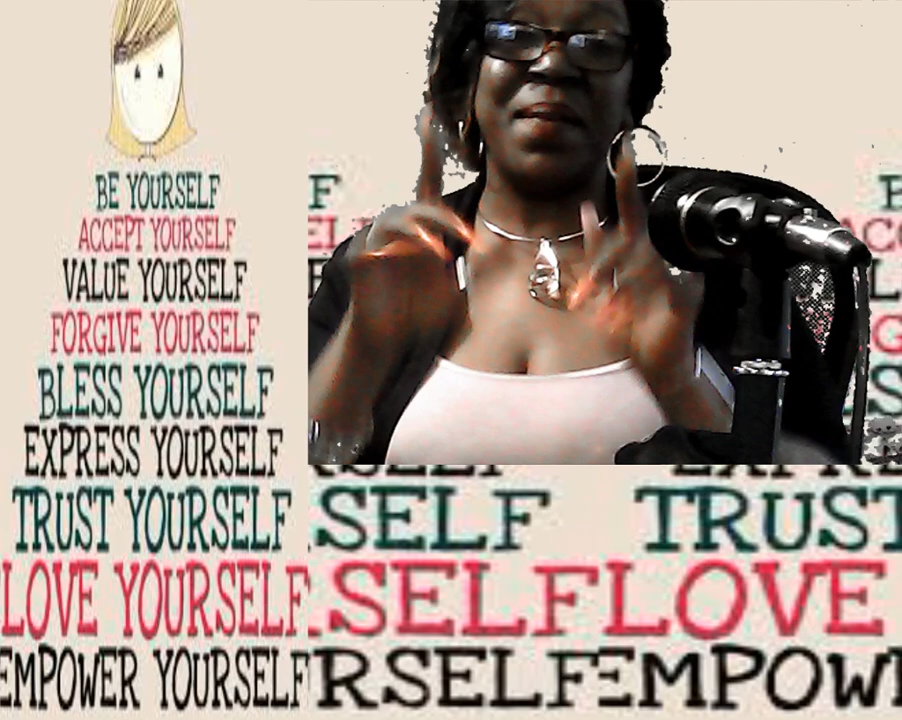 BE YOURSELF
ACCEPT YOURSELF
VALUE YOURSELF
FORGIVE YOURSELF
BLESS YOURSELF
EXPRESS YOURSELF
TRUST YOURSELF
LOVE YOURSELF
EMPOWER YOURSELF
SELF TRUST
SELF LOVE
RSELF EMPOW